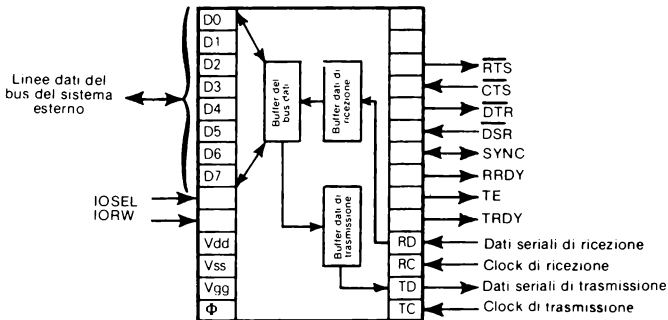 Linee dati del
bus del sistema
esterno
IOSEL
IORW
D0
D1
D2
D3
D4
D5
D6
D7
Vdd
Vss
Vgg
Φ
Buffer del
bus dati
Buffer dati di
ricezione
Buffer dati di
trasmissione
RD
RC
TD
TC
RTS
CTS
DTR
DSR
SYNC
RRDY
TE
TRDY
Dati seriali di ricezione
Clock di ricezione
Dati seriali di trasmissione
Clock di trasmissione